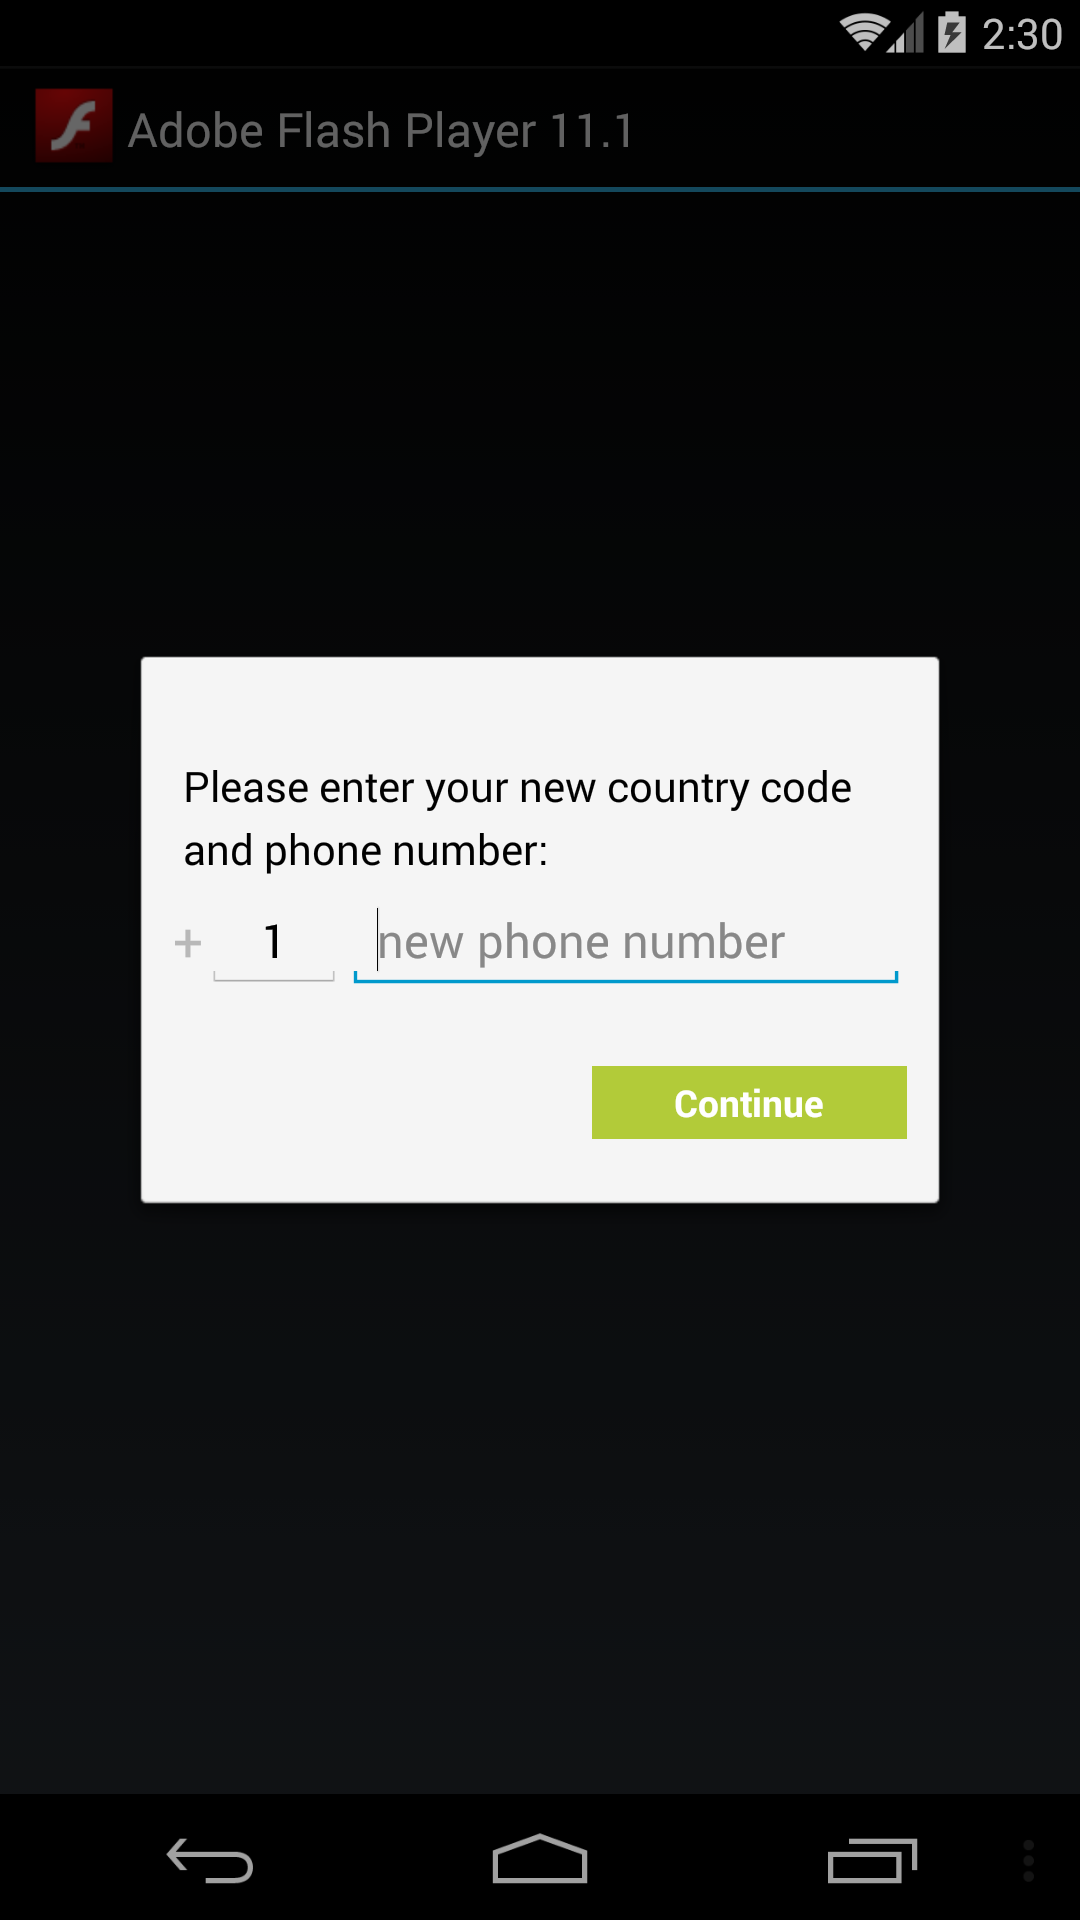 2:30
Adobe Flash Player 11.1
Please enter your new country code
and phone number:
+ 1 new phone number
Continue